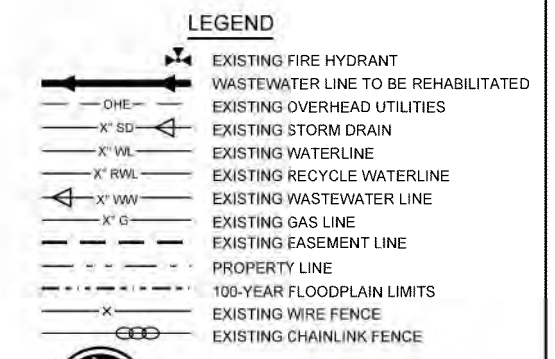 LEGEND
EXISTING FIRE HYDRANT
WASTEWATER LINE TO BE REHABILITATED
OHE EXISTING OVERHEAD UTILITIES
X" SD EXISTING STORM DRAIN
X" WL EXISTING WATERLINE
X" RWL EXISTING RECYCLE WATERLINE
X" WW EXISTING WASTEWATER LINE
X" G EXISTING GAS LINE
EXISTING EASEMENT LINE
PROPERTY LINE
100-YEAR FLOODPLAIN LIMITS
X EXISTING WIRE FENCE
EXISTING CHAINLINK FENCE